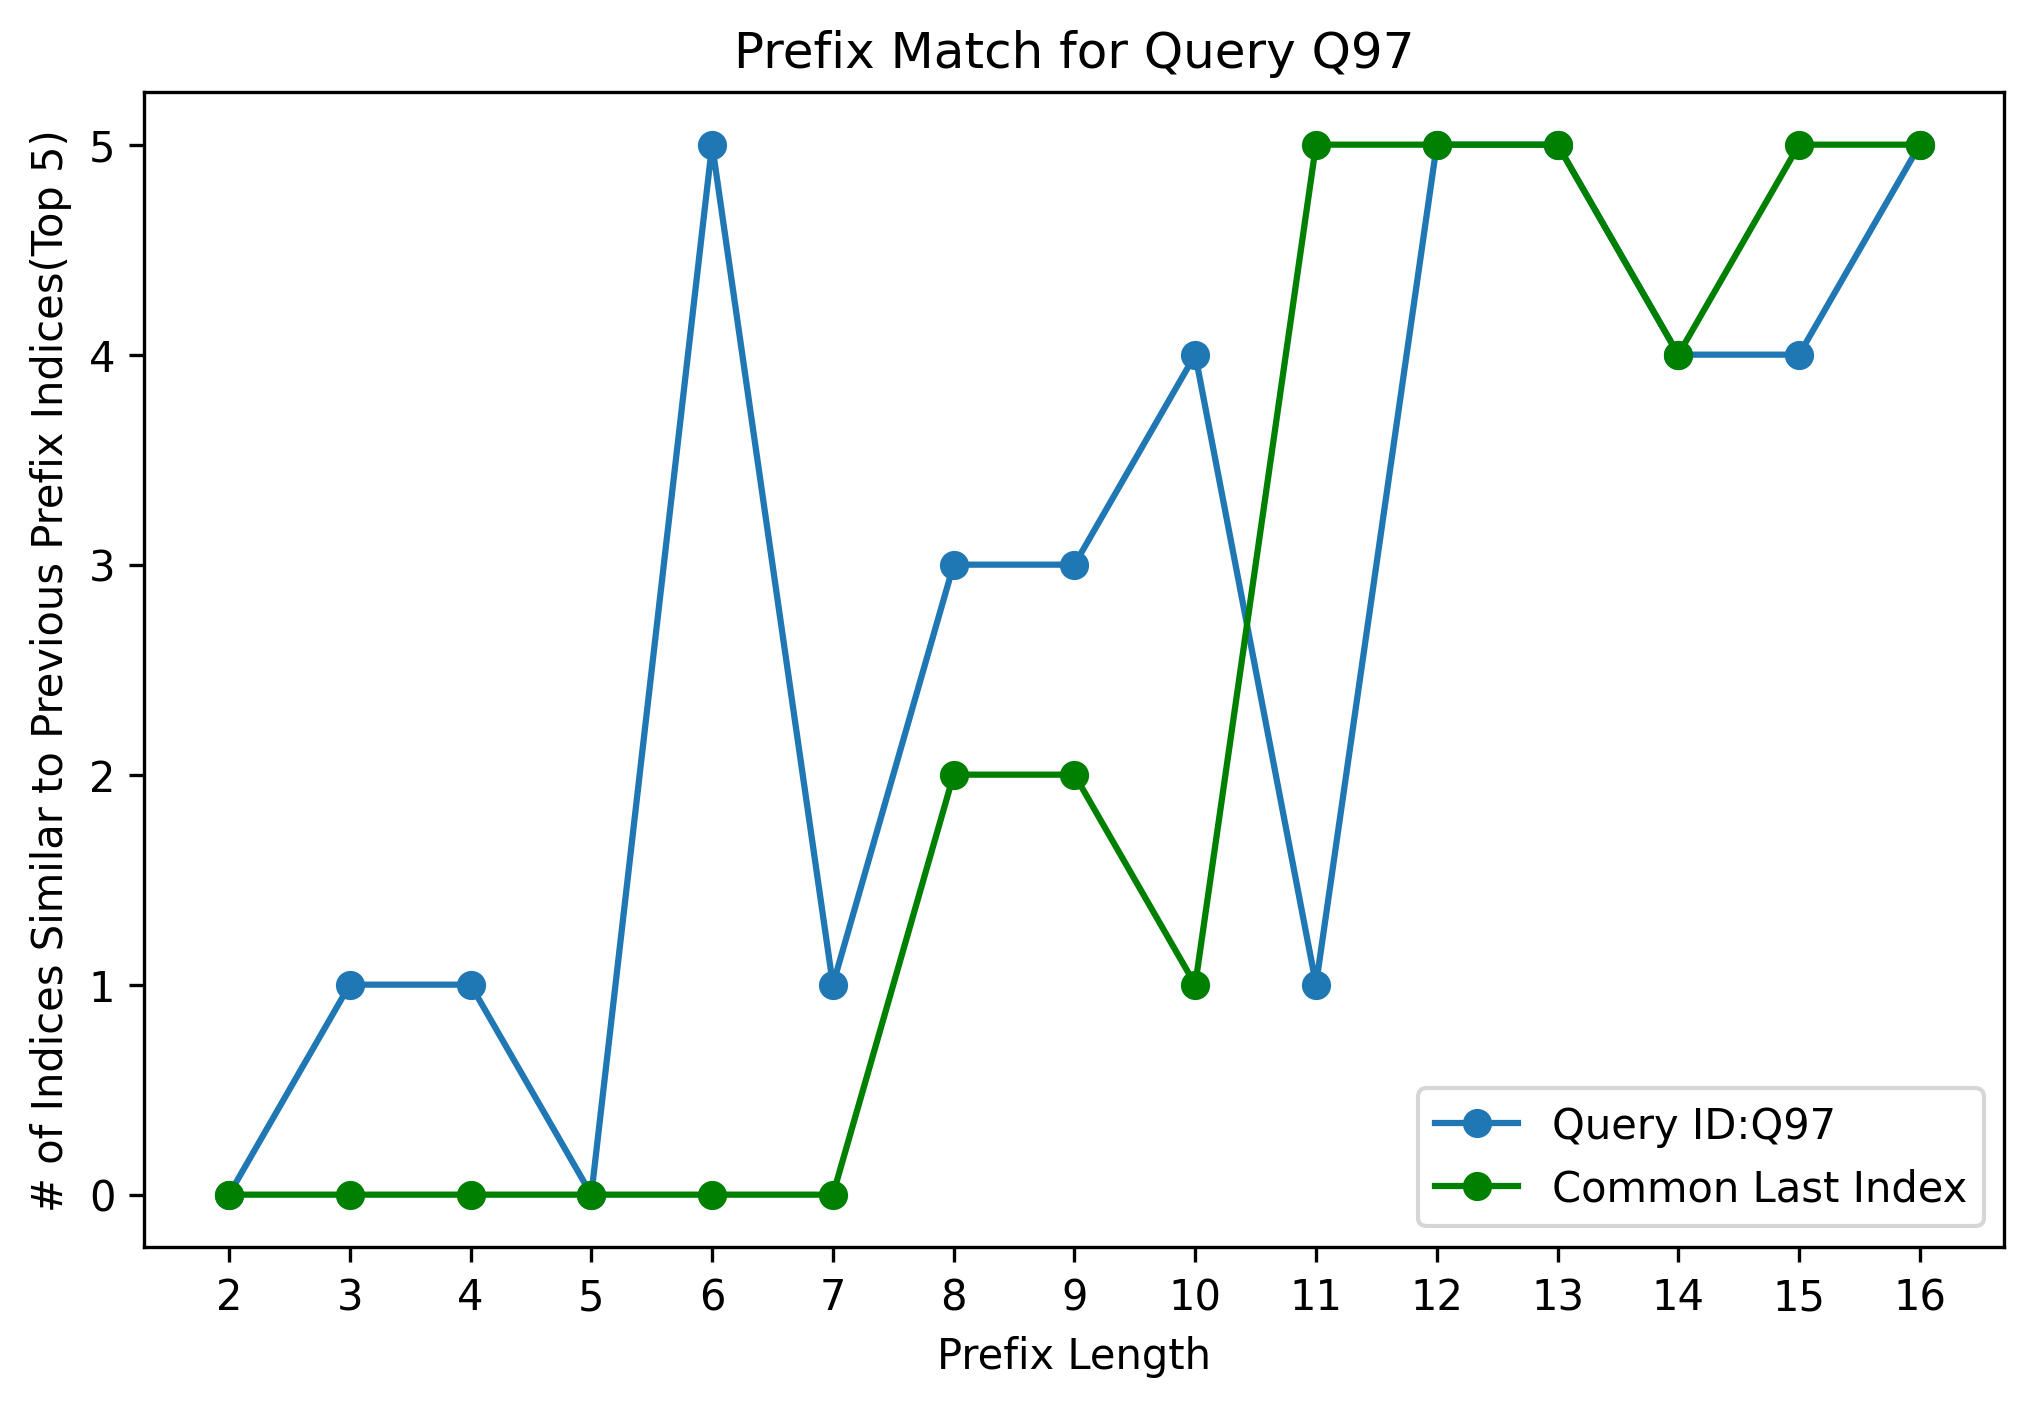 Prefix Match for Query Q97
# of Indices Similar to Previous Prefix Indices(Top 5)
5
4
3
2
1
0
Query ID:Q97
Common Last Index
2 3 4 5 6 7 8 9 10 11 12 13 14 15 16
Prefix Length